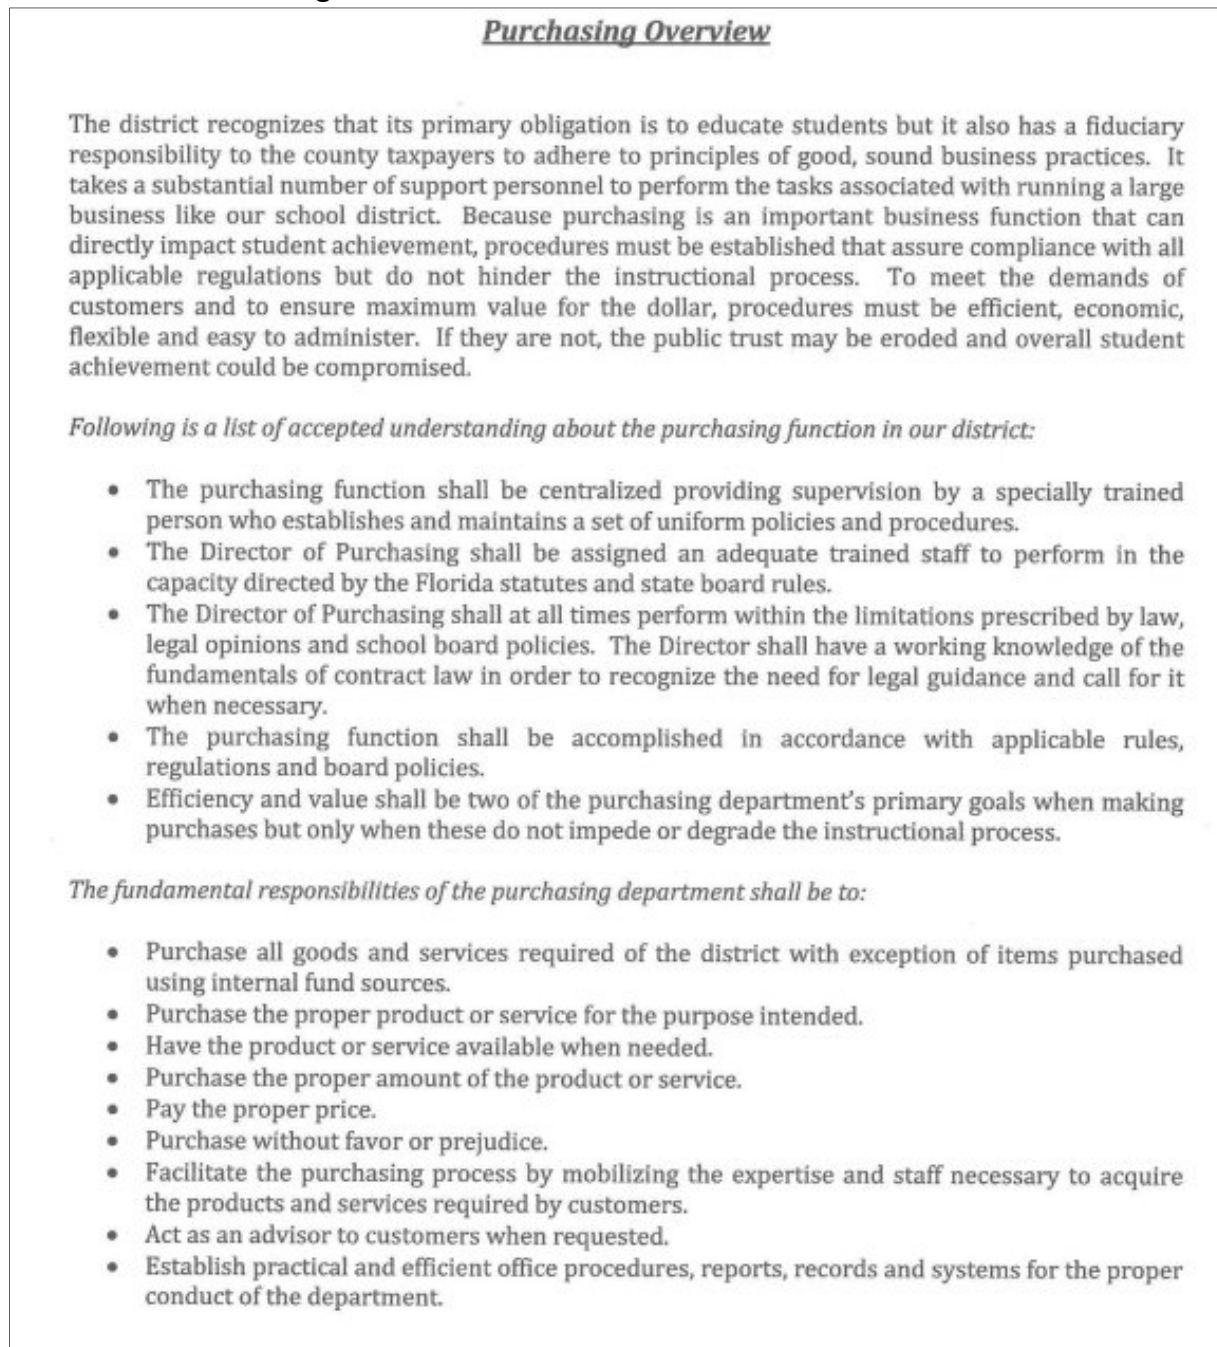 Purchasing Overview
The district recognizes that its primary obligation is to educate students but it also has a fiduciary
responsibility to the county taxpayers to adhere to principles of good, sound business practices. It
takes a substantial number of support personnel to perform the tasks associated with running a large
business like our school district. Because purchasing is an important business function that can
directly impact student achievement, procedures must be established that assure compliance with all
applicable regulations but do not hinder the instructional process. To meet the demands of
customers and to ensure maximum value for the dollar, procedures must be efficient, economic,
flexible and easy to administer. If they are not, the public trust may be eroded and overall student
achievement could be compromised.
Following is a list of accepted understanding about the purchasing function in our district:
• The purchasing function shall be centralized providing supervision by a specially trained
person who establishes and maintains a set of uniform policies and procedures.
• The Director of Purchasing shall be assigned an adequate trained staff to perform in the
capacity directed by the Florida statutes and state board rules.
• The Director of Purchasing shall at all times perform within the limitations prescribed by law,
legal opinions and school board policies. The Director shall have a working knowledge of the
fundamentals of contract law in order to recognize the need for legal guidance and call for it
when necessary.
• The purchasing function shall be accomplished in accordance with applicable rules,
regulations and board policies.
• Efficiency and value shall be two of the purchasing department's primary goals when making
purchases but only when these do not impede or degrade the instructional process.
The fundamental responsibilities of the purchasing department shall be to:
• Purchase all goods and services required of the district with exception of items purchased
using internal fund sources.
• Purchase the proper product or service for the purpose intended.
• Have the product or service available when needed.
• Purchase the proper amount of the product or service.
• Pay the proper price.
• Purchase without favor or prejudice.
• Facilitate the purchasing process by mobilizing the expertise and staff necessary to acquire
the products and services required by customers.
• Act as an advisor to customers when requested.
• Establish practical and efficient office procedures, reports, records and systems for the proper
conduct of the department.